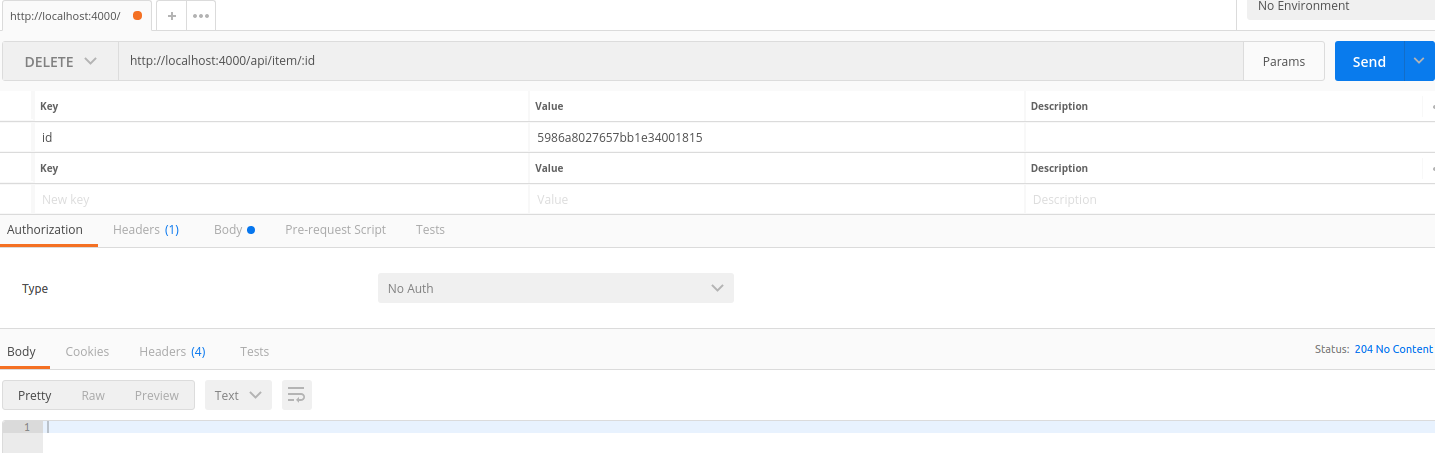 http://localhost:4000/ + ••• No Environment
DELETE http://localhost:4000/api/item/:id Params Send
Key Value Description
id 5986a8027657bb1e34001815
Key Value Description
New key Value Description
Authorization Headers (1) Body Pre-request Script Tests
Type No Auth
Body Cookies Headers (4) Tests Status: 204 No Content
Pretty Raw Preview Text
1